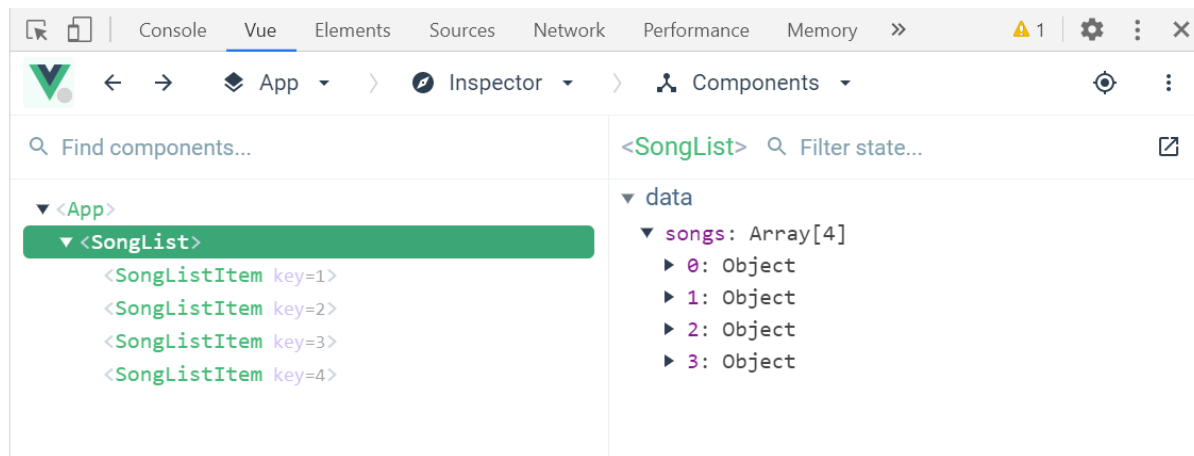 Console Vue Elements Sources Network Performance Memory » 1
App Inspector Components
Find components...
<SongList> Filter state...
<App>
<SongList>
<SongListItem key=1>
<SongListItem key=2>
<SongListItem key=3>
<SongListItem key=4>
data
songs: Array[4]
0: Object
1: Object
2: Object
3: Object